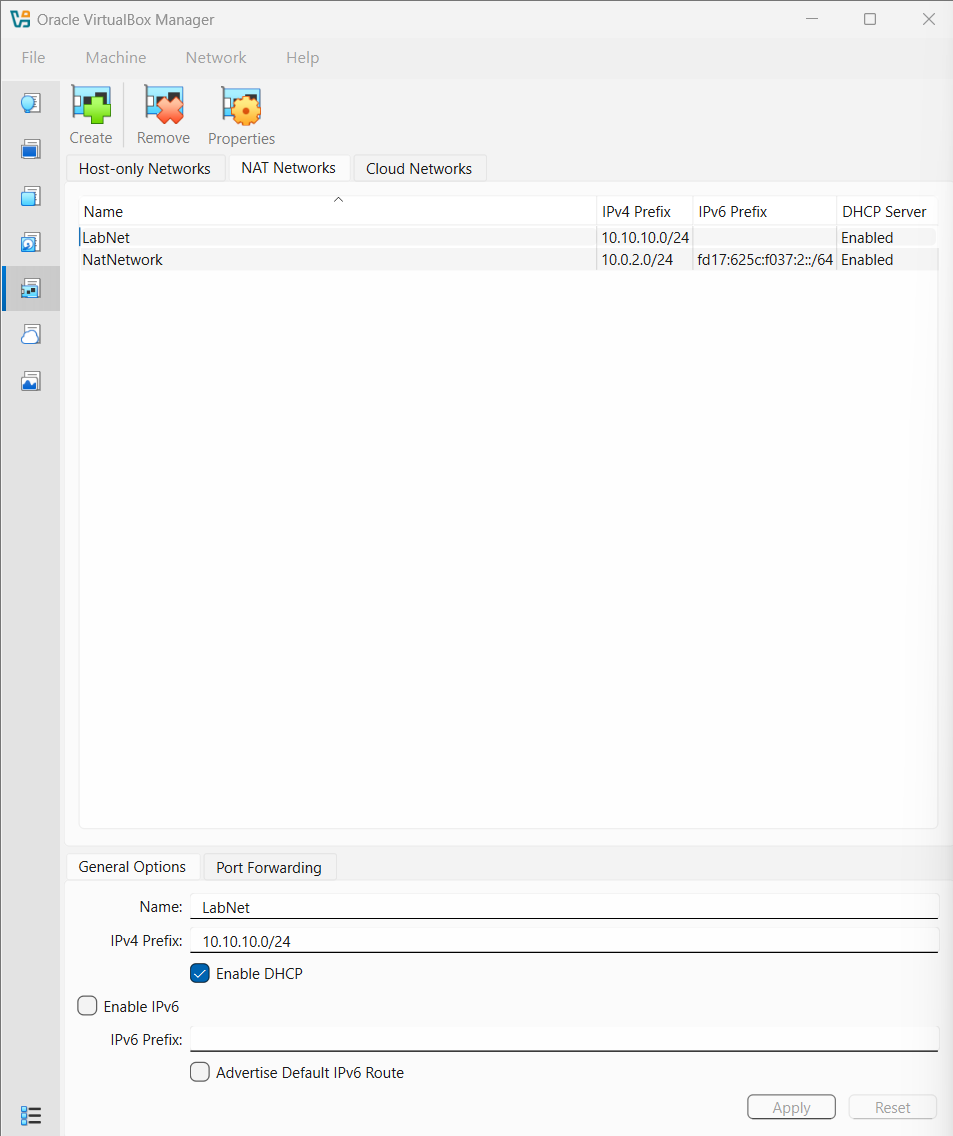 Oracle VirtualBox Manager
File Machine Network Help
Create Remove Properties
Host-only Networks NAT Networks Cloud Networks
Name IPv4 Prefix IPv6 Prefix DHCP Server
LabNet 10.10.10.0/24 Enabled
NatNetwork 10.0.2.0/24 fd17:625c:f037:2::/64 Enabled
General Options Port Forwarding
Name: LabNet
IPv4 Prefix: 10.10.10.0/24
Enable DHCP
Enable IPv6
IPv6 Prefix:
Advertise Default IPv6 Route
Apply Reset